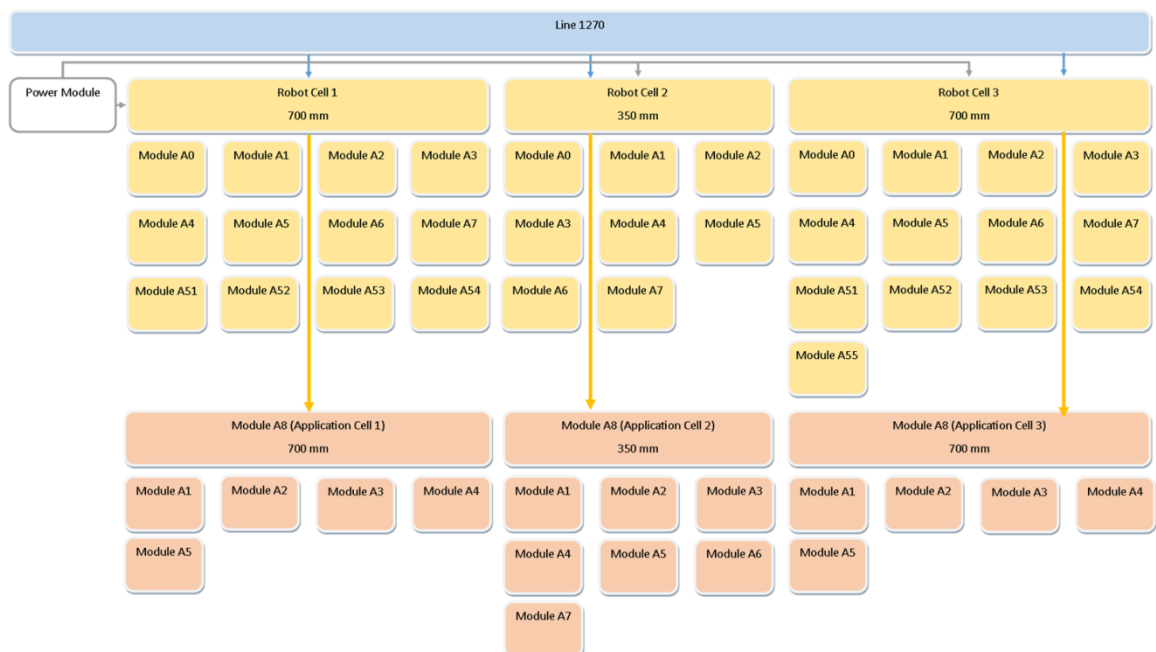 Line 1270
Power Module
Robot Cell 1
700 mm
Robot Cell 2
350 mm
Robot Cell 3
700 mm
Module A0
Module A1
Module A2
Module A3
Module A4
Module A5
Module A6
Module A7
Module A51
Module A52
Module A53
Module A54
Module A0
Module A1
Module A2
Module A3
Module A4
Module A5
Module A6
Module A7
Module A0
Module A1
Module A2
Module A3
Module A4
Module A5
Module A6
Module A7
Module A51
Module A52
Module A53
Module A54
Module A55
Module A8 (Application Cell 1)
700 mm
Module A1
Module A2
Module A3
Module A4
Module A5
Module A8 (Application Cell 2)
350 mm
Module A1
Module A2
Module A3
Module A4
Module A5
Module A6
Module A7
Module A8 (Application Cell 3)
700 mm
Module A1
Module A2
Module A3
Module A4
Module A5